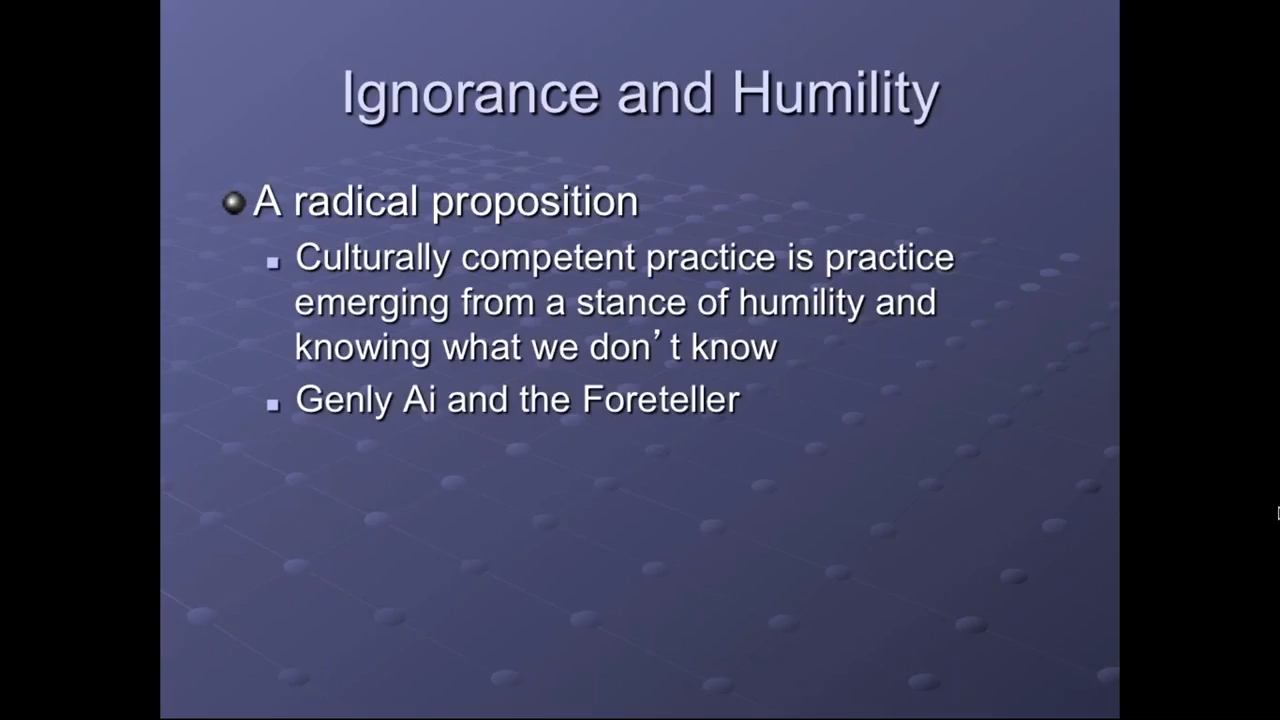 Ignorance and Humility
A radical proposition
Culturally competent practice is practice
emerging from a stance of humility and
knowing what we don’t know
Genly Ai and the Foreteller